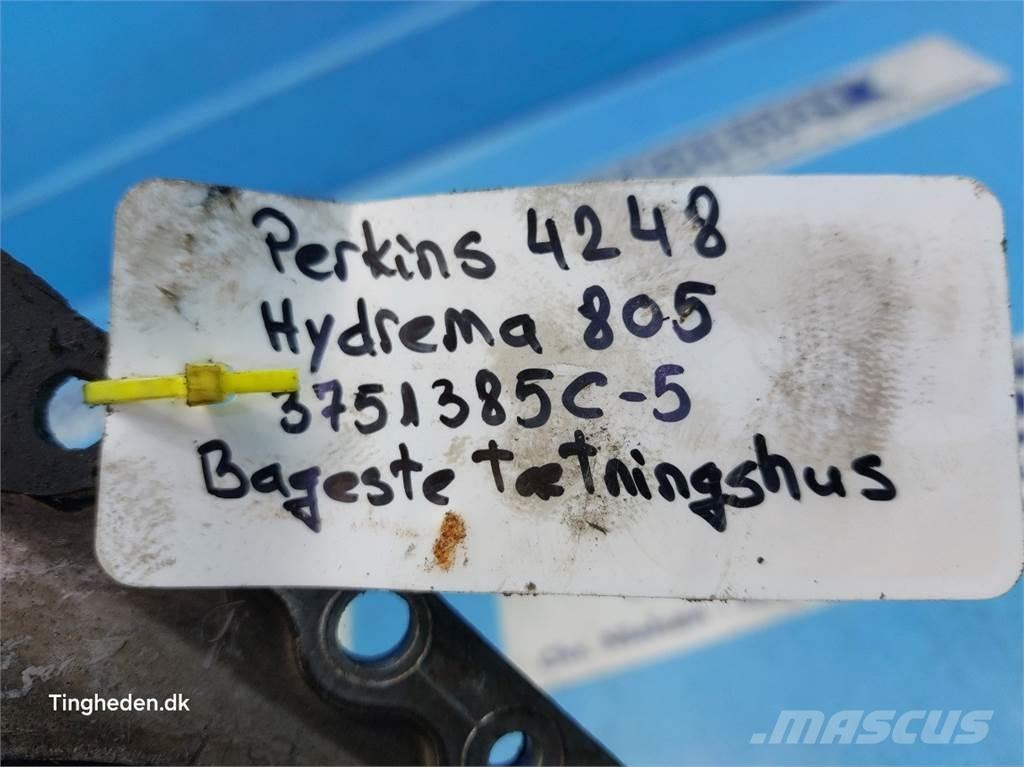 Perkins 4248
Hydrema 805
3751385C-5
Bageste tætningshus
Tingheden.dk
MASCUS